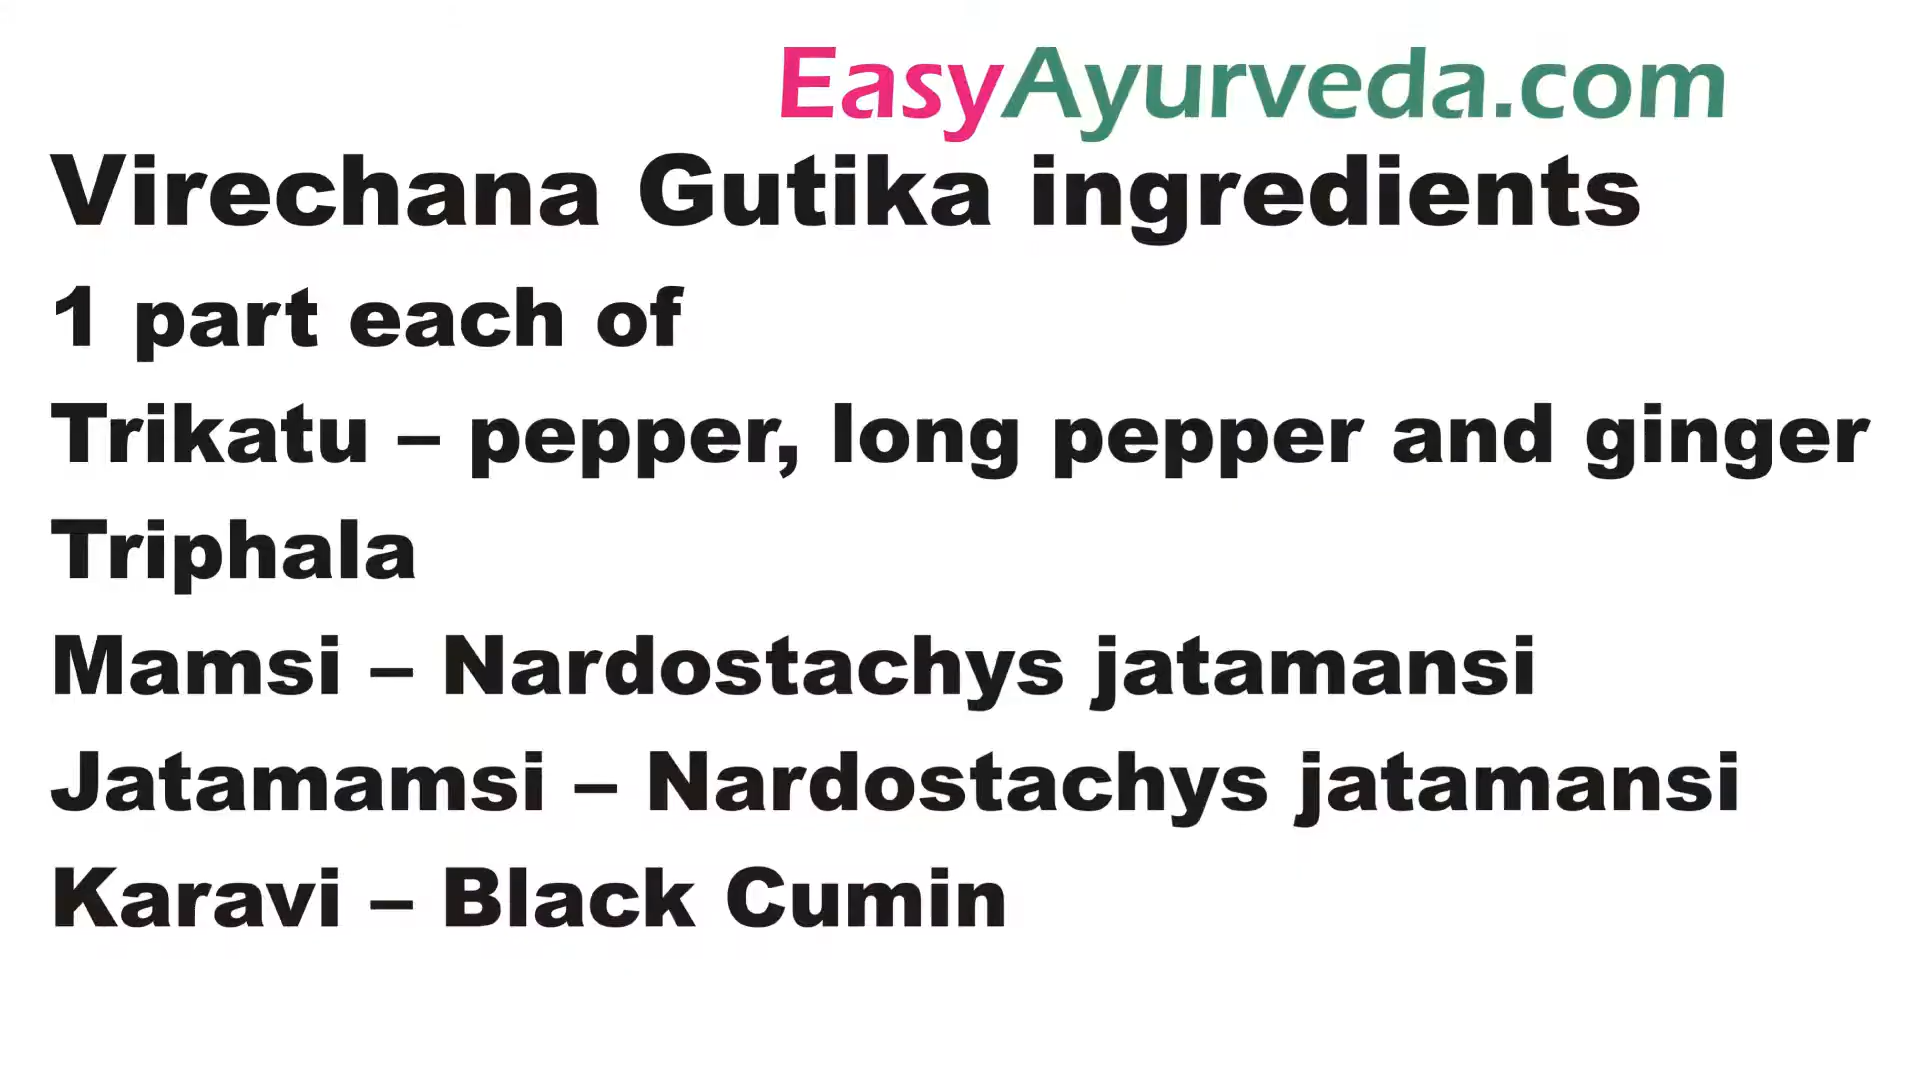 EasyAyurveda.com
Virechana Gutika ingredients
1 part each of
Trikatu – pepper, long pepper and ginger
Triphala
Mamsi – Nardostachys jatamansi
Jatamamsi – Nardostachys jatamansi
Karavi – Black Cumin